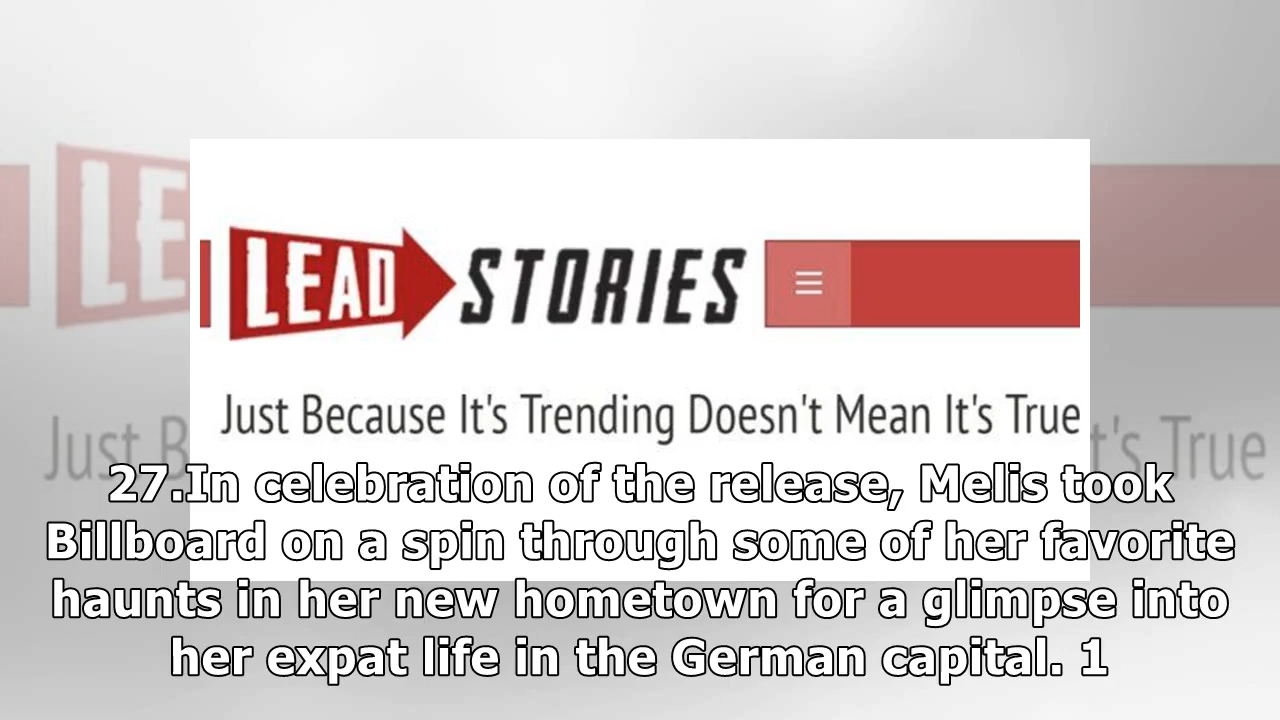 LEAD STORIES
Just Because It's Trending Doesn't Mean It's True
27.In celebration of the release, Melis took
Billboard on a spin through some of her favorite
haunts in her new hometown for a glimpse into
her expat life in the German capital. 1